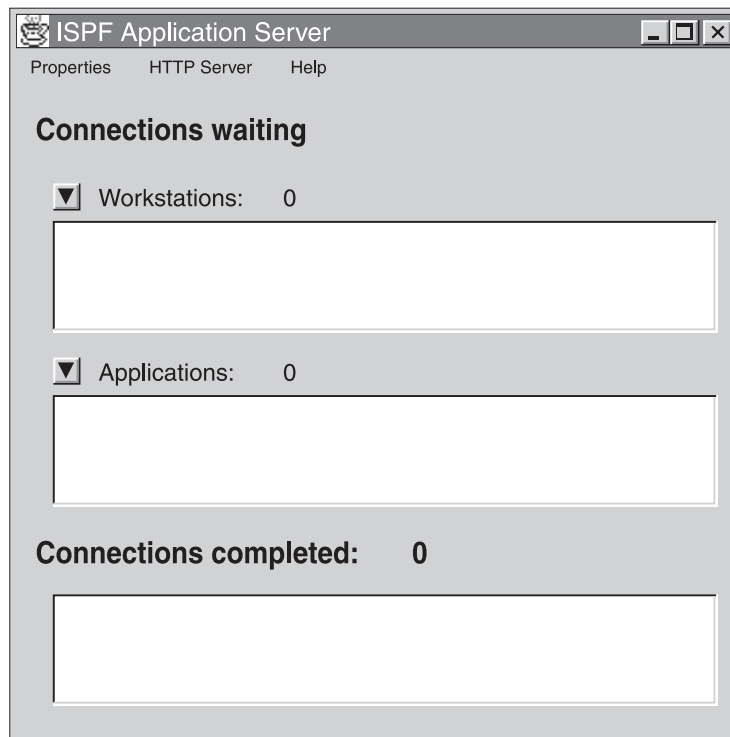 ISPF Application Server
Properties HTTP Server Help
Connections waiting
Workstations: 0
Applications: 0
Connections completed: 0